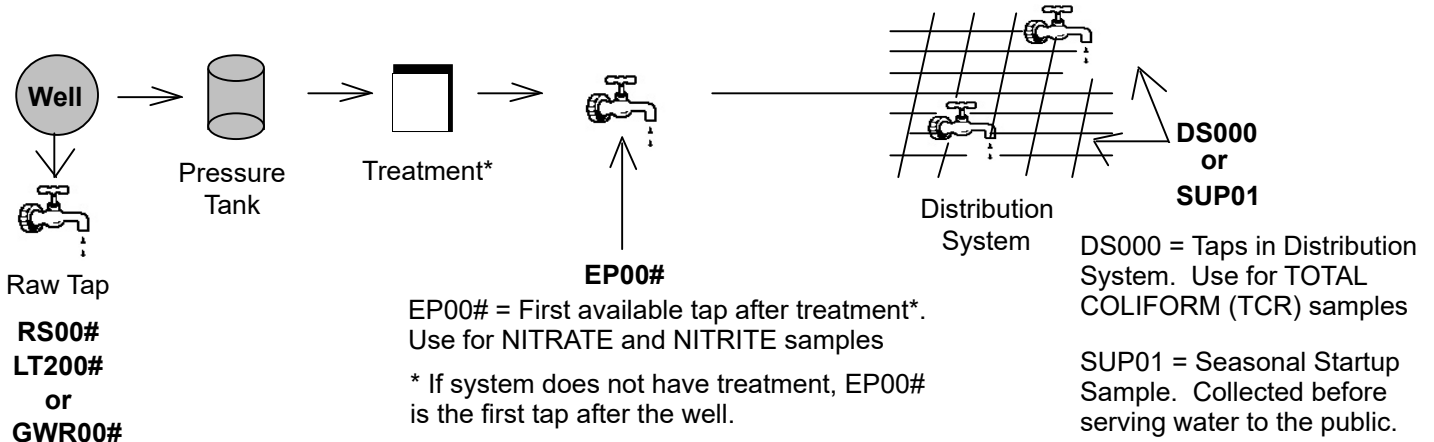 Well
Raw Tap
RS00#
LT200#
or
GWR00#
Pressure
Tank
Treatment*
EP00#
EP00# = First available tap after treatment*.
Use for NITRATE and NITRITE samples
* If system does not have treatment, EP00#
is the first tap after the well.
Distribution
System
DS000
or
SUP01
DS000 = Taps in Distribution
System. Use for TOTAL
COLIFORM (TCR) samples
SUP01 = Seasonal Startup
Sample. Collected before
serving water to the public.